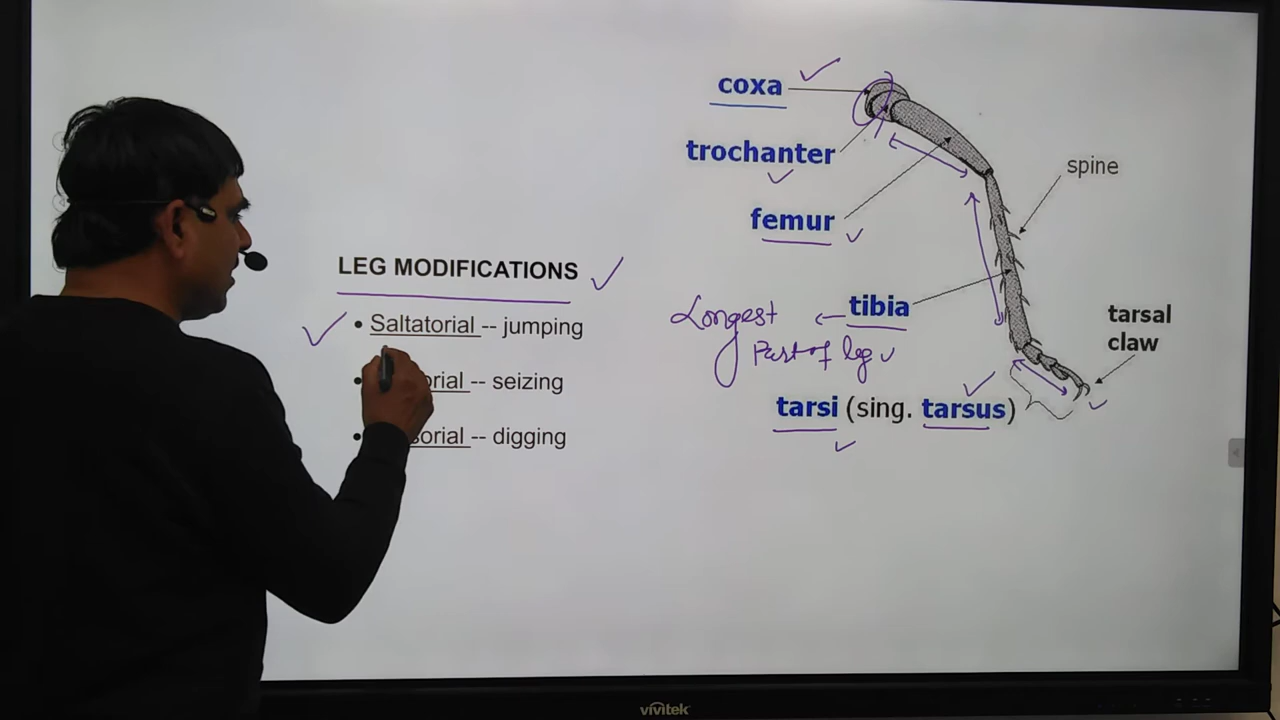 coxa
trochanter
femur
spine
LEG MODIFICATIONS
• Saltatorial -- jumping
• orial -- seizing
• sorial -- digging
Longest ← tibia
Part of leg
tarsal
claw
tarsi (sing. tarsus)
vivitek